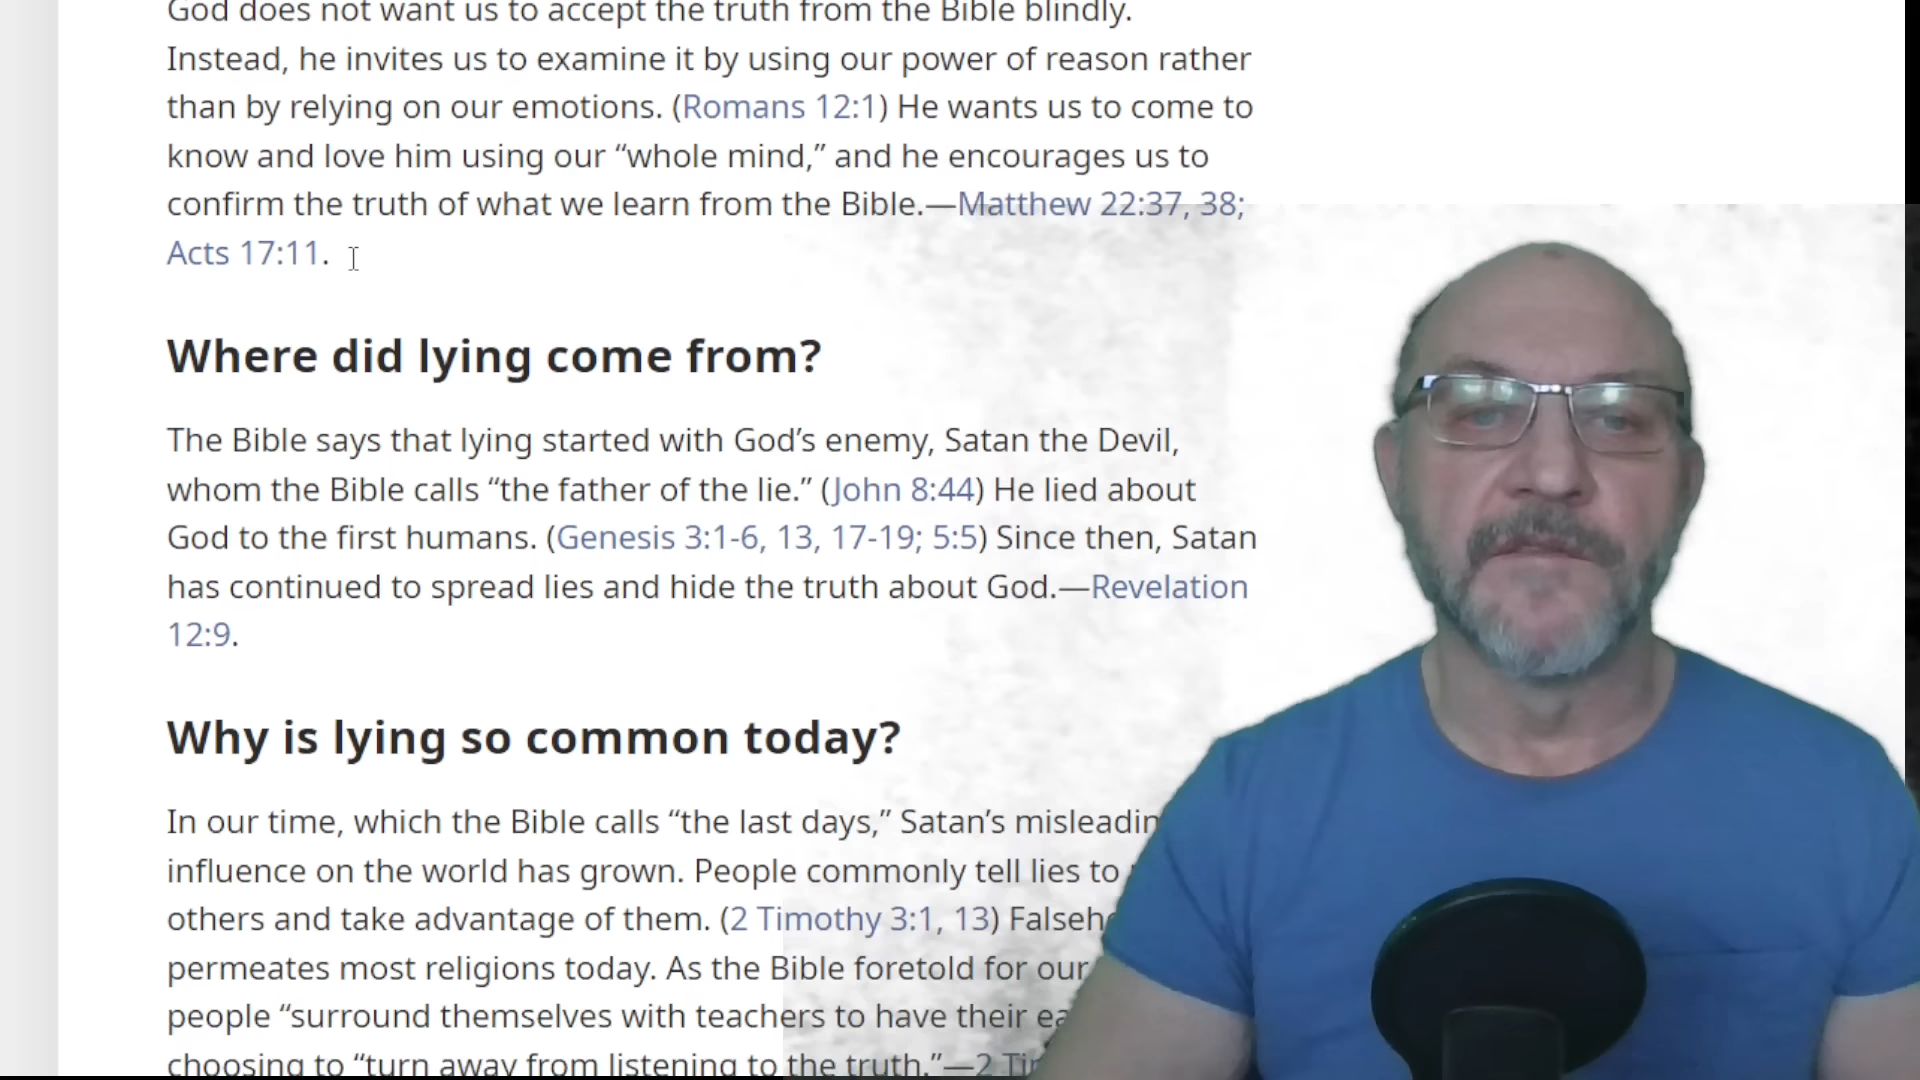 God does not want us to accept the truth from the Bible blindly.
Instead, he invites us to examine it by using our power of reason rather
than by relying on our emotions. (Romans 12:1) He wants us to come to
know and love him using our “whole mind,” and he encourages us to
confirm the truth of what we learn from the Bible.—Matthew 22:37, 38;
Acts 17:11.
Where did lying come from?
The Bible says that lying started with God’s enemy, Satan the Devil,
whom the Bible calls “the father of the lie.” (John 8:44) He lied about
God to the first humans. (Genesis 3:1-6, 13, 17-19; 5:5) Since then, Satan
has continued to spread lies and hide the truth about God.—Revelation
12:9.
Why is lying so common today?
In our time, which the Bible calls “the last days,” Satan’s
influence on the world has grown. People commonly tell lies to
others and take advantage of them. (2 Timothy 3:1, 13)
permeates most religions today. As the Bible foretold for our
people “surround themselves with teachers to have their
choosing to “turn away from listening to the truth.”—2